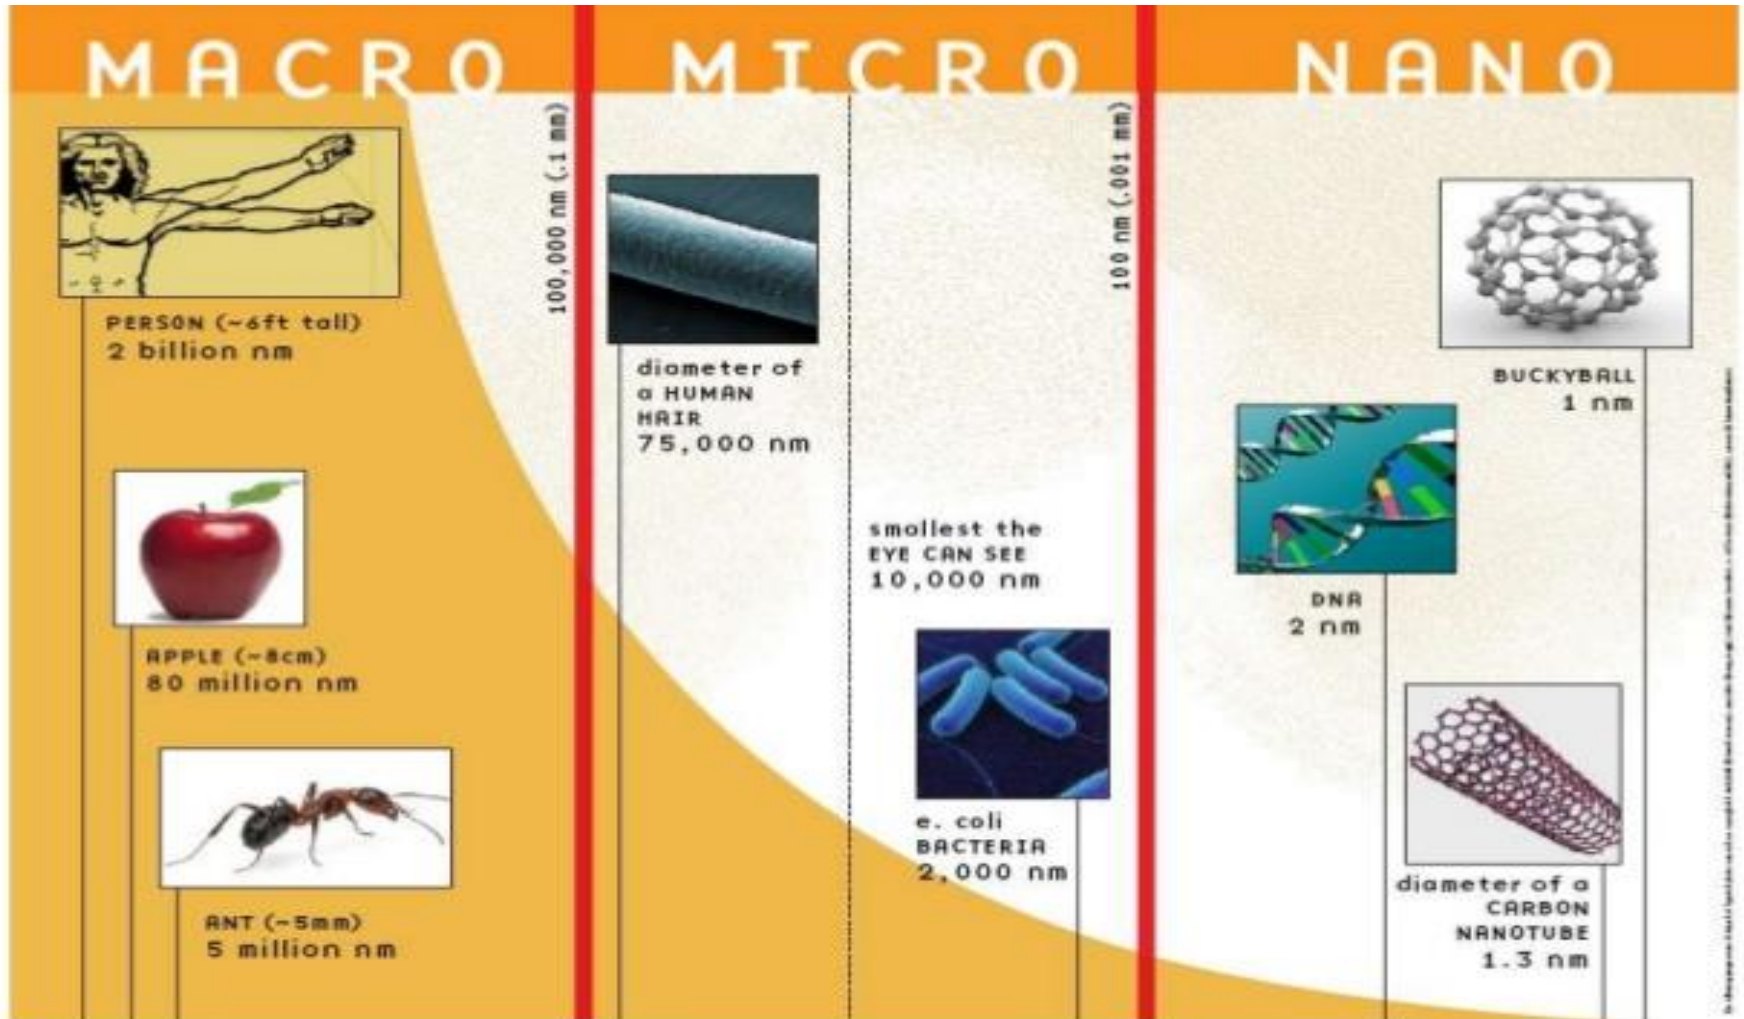 MACRO
MICRO
NANO
PERSON (~6ft tall)
2 billion nm
APPLE (~8cm)
80 million nm
ANT (~5mm)
5 million nm
100,000 nm (.1 mm)
diameter of
a HUMAN
HAIR
75,000 nm
smallest the
EYE CAN SEE
10,000 nm
e. coli
BACTERIA
2,000 nm
100 nm (.001 mm)
BUCKYBALL
1 nm
DNA
2 nm
diameter of a
CARBON
NANOTUBE
1.3 nm